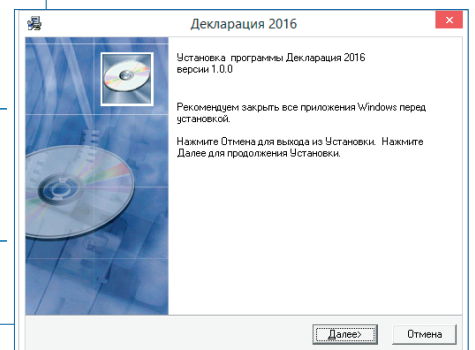 Декларация 2016
Установка программы Декларация 2016
версии 1.0.0
Рекомендуем закрыть все приложения Windows перед
установкой.
Нажмите Отмена для выхода из Установки. Нажмите
Далее для продолжения Установки.
Далее>
Отмена